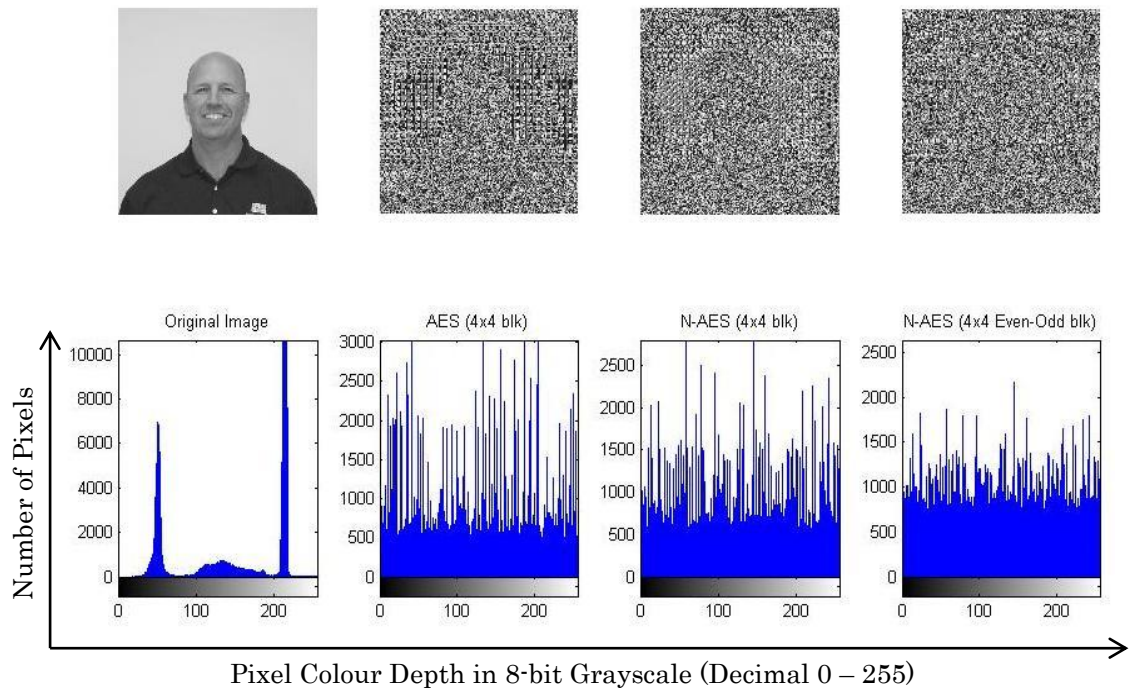 Original Image
AES (4x4 blk)
N-AES (4x4 blk)
N-AES (4x4 Even-Odd blk)
Number of Pixels
10000
8000
6000
4000
2000
0
0 100 200
3000
2500
2000
1500
1000
500
0
0 100 200
2500
2000
1500
1000
500
0
0 100 200
2500
2000
1500
1000
500
0
0 100 200
Pixel Colour Depth in 8-bit Grayscale (Decimal 0 – 255)